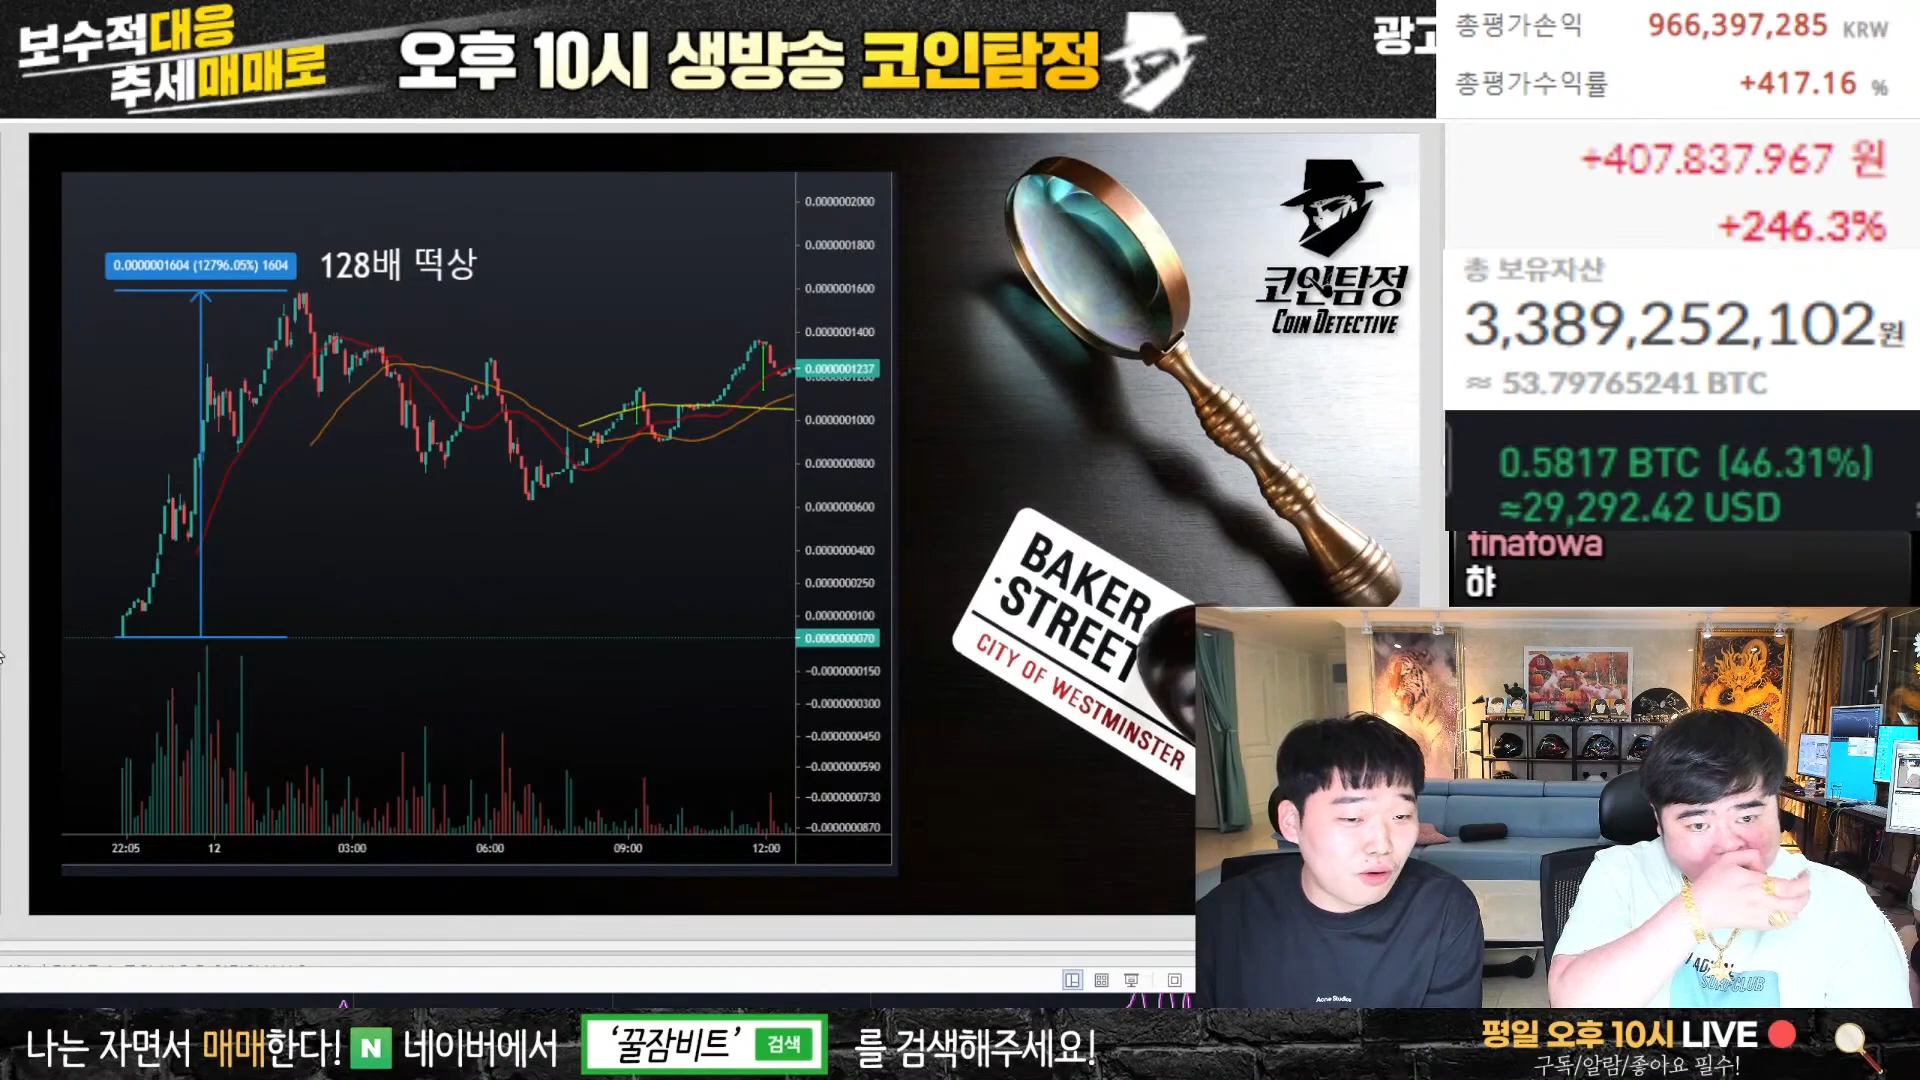 보수적대응
추세매매로
오후 10시 생방송 코인탐정
광고
총평가손익 966,397,285 KRW
총평가수익률 +417.16 %
+407.837.967 원
+246.3%
총 보유자산
3,389,252,102원
≈ 53.79765241 BTC
0.5817 BTC (46.31%)
≈29,292.42 USD
tinatowa
햐
0.0000001604 (12796.05%) 1604
128배 떡상
0.0000002000
0.0000001800
0.0000001600
0.0000001400
0.0000001237
0.0000001200
0.0000001000
0.0000000800
0.0000000600
0.0000000400
0.0000000250
0.0000000100
0.0000000070
−0.0000000150
−0.0000000300
−0.0000000450
−0.0000000590
−0.0000000730
−0.0000000870
22:05 12 03:00 06:00 09:00 12:00
코인탐정
COIN DETECTIVE
BAKER
STREET
CITY OF WESTMINSTER
Acne Studios
SURFCLUB
나는 자면서 매매한다! N 네이버에서 '꿀잠비트' 검색 를 검색해주세요!
평일 오후 10시 LIVE
구독/알람/좋아요 필수!